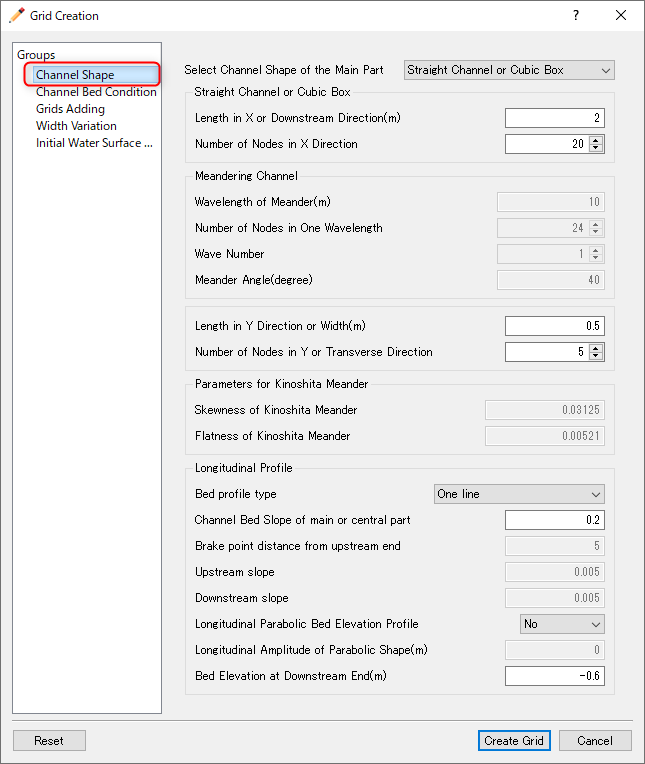 Grid Creation
?
Groups
Channel Shape
Channel Bed Condition
Grids Adding
Width Variation
Initial Water Surface ...
Select Channel Shape of the Main Part Straight Channel or Cubic Box
Straight Channel or Cubic Box
Length in X or Downstream Direction(m) 2
Number of Nodes in X Direction 20
Meandering Channel
Wavelength of Meander(m) 10
Number of Nodes in One Wavelength 24
Wave Number 1
Meander Angle(degree) 40
Length in Y Direction or Width(m) 0.5
Number of Nodes in Y or Transverse Direction 5
Parameters for Kinoshita Meander
Skewness of Kinoshita Meander 0.03125
Flatness of Kinoshita Meander 0.00521
Longitudinal Profile
Bed profile type One line
Channel Bed Slope of main or central part 0.2
Brake point distance from upstream end 5
Upstream slope 0.005
Downstream slope 0.005
Longitudinal Parabolic Bed Elevation Profile No
Longitudinal Amplitude of Parabolic Shape(m) 0
Bed Elevation at Downstream End(m) -0.6
Reset Create Grid Cancel